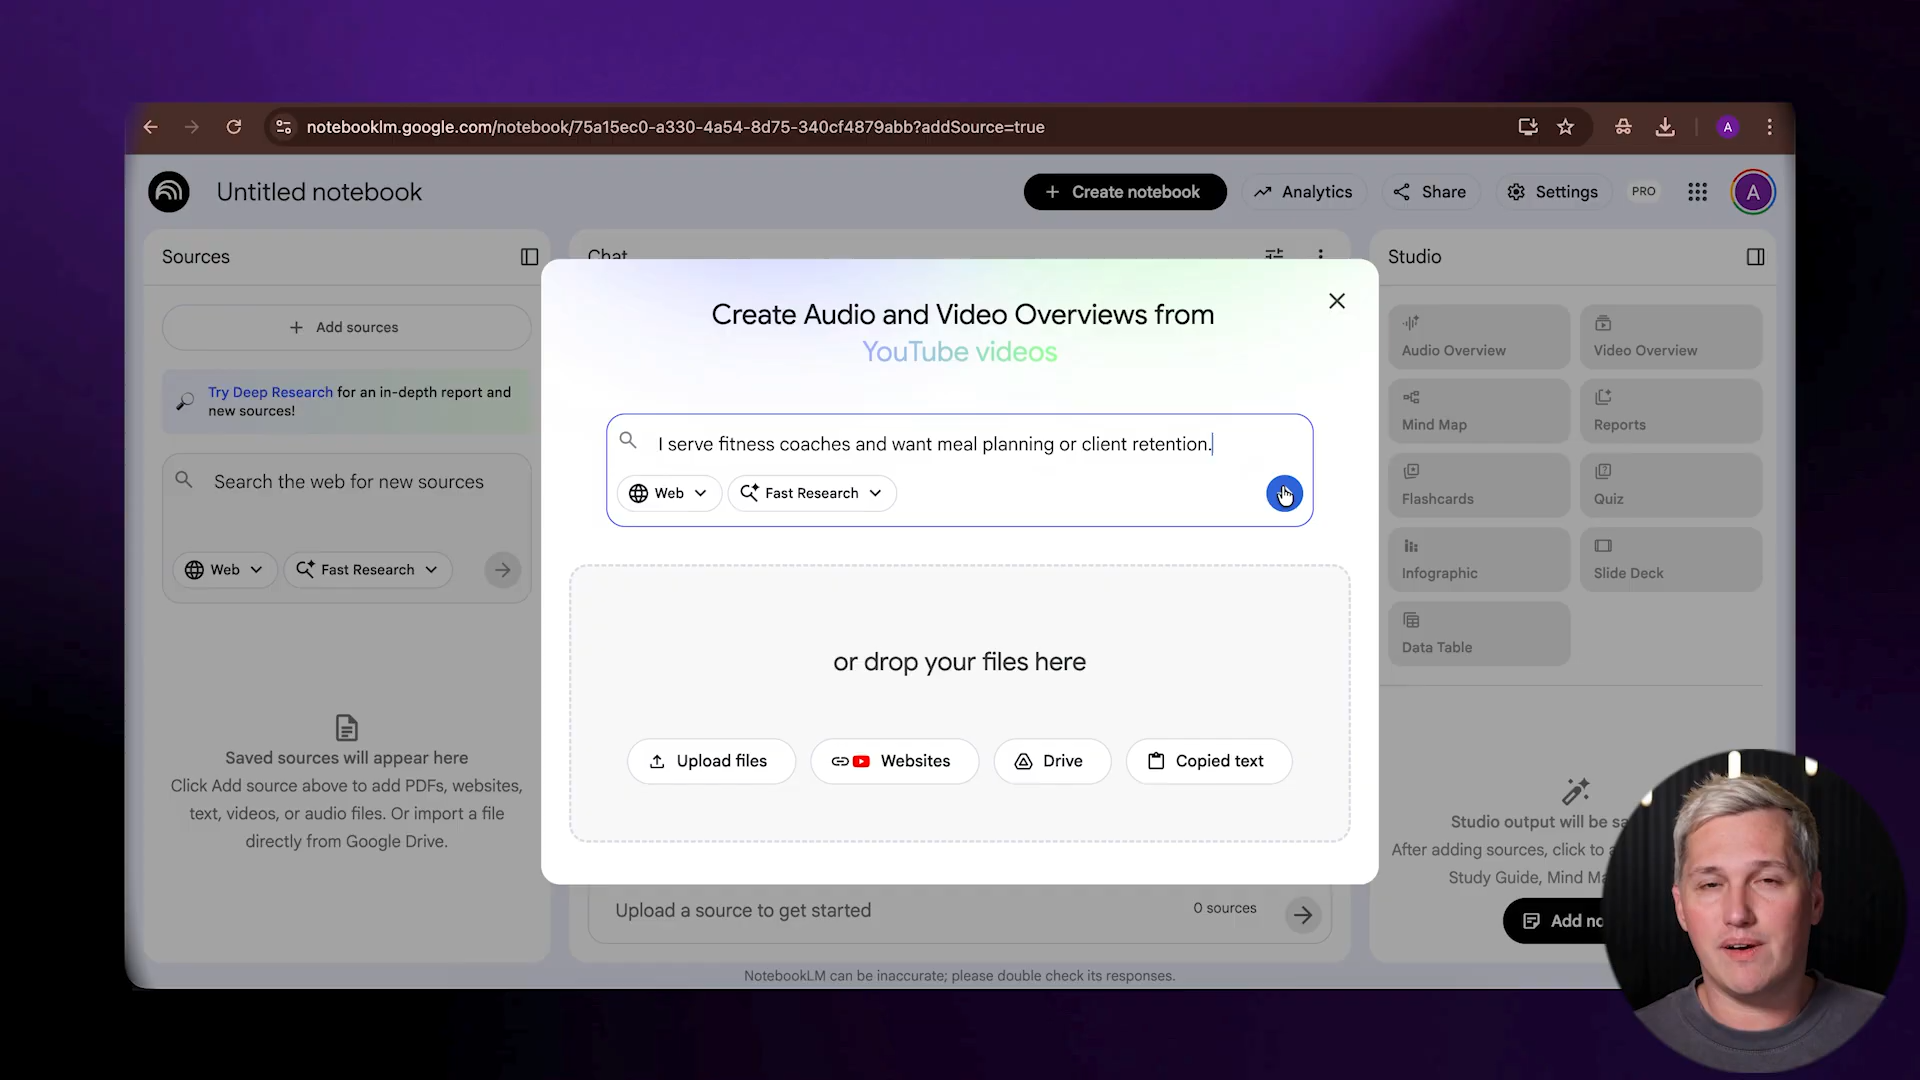 notebooklm.google.com/notebook/75a15ec0-a330-4a54-8d75-340cf4879abb?addSource=true
A
Untitled notebook
Create notebook
Analytics
Share
Settings
PRO
A
Sources
Chat
Studio
Add sources
Try Deep Research for an in-depth report and
new sources!
Search the web for new sources
Web
Fast Research
Saved sources will appear here
Click Add source above to add PDFs, websites,
text, videos, or audio files. Or import a file
directly from Google Drive.
Create Audio and Video Overviews from
YouTube videos
I serve fitness coaches and want meal planning or client retention.
Web
Fast Research
or drop your files here
Upload files
Websites
Drive
Copied text
Upload a source to get started
0 sources
NotebookLM can be inaccurate; please double check its responses.
Audio Overview
Video Overview
Mind Map
Reports
Flashcards
Quiz
Infographic
Slide Deck
Data Table
Studio output will be sa
After adding sources, click to a
Study Guide, Mind Ma
Add no